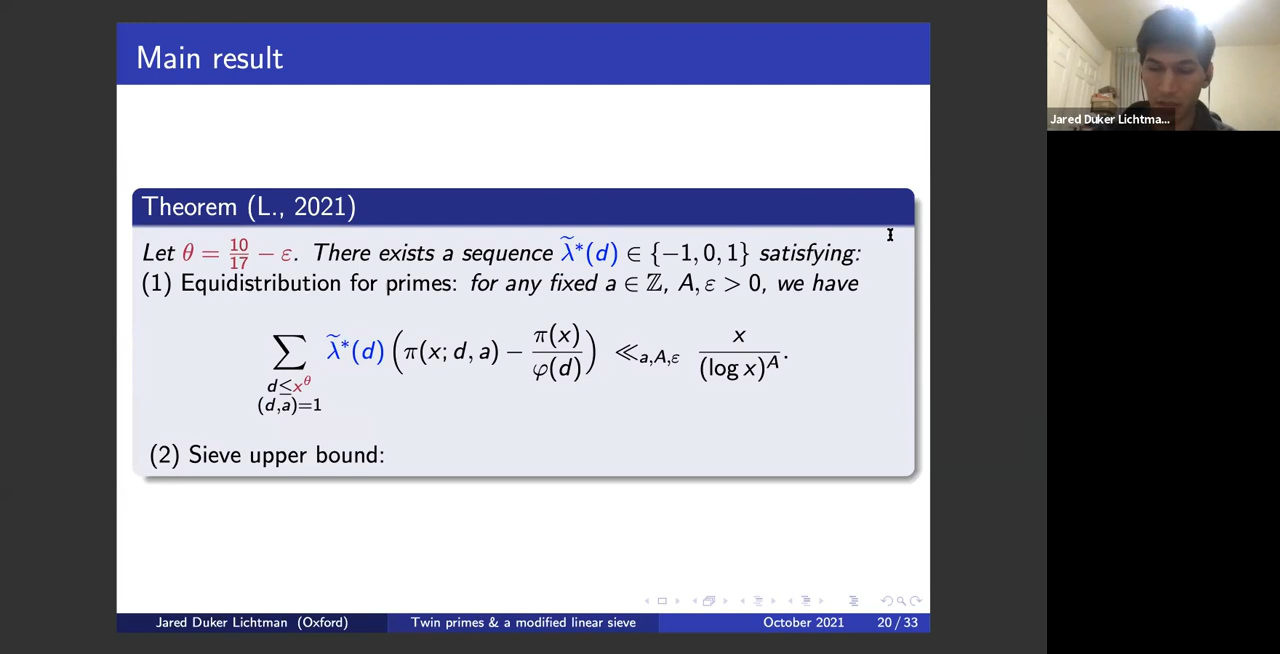 Main result
Theorem (L., 2021)
Let θ = 10/17 − ε. There exists a sequence λ̃*(d) ∈ {−1, 0, 1} satisfying:
(1) Equidistribution for primes: for any fixed a ∈ ℤ, A, ε > 0, we have
∑_{d≤x^θ, (d,a)=1} λ̃*(d) (π(x; d, a) − π(x)/φ(d)) ≪_{a,A,ε} x/(log x)^A.
(2) Sieve upper bound:
Jared Duker Lichtman (Oxford) Twin primes & a modified linear sieve October 2021 20 / 33
Jared Duker Lichtma...